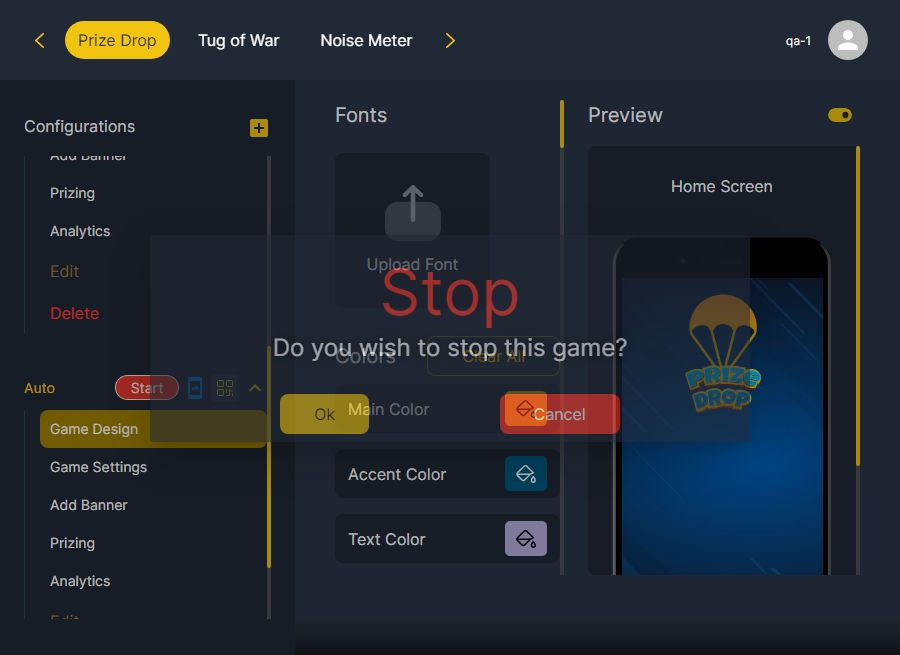 Prize Drop
Tug of War
Noise Meter
qa-1
Configurations
Add Banner
Prizing
Analytics
Edit
Delete
Auto
Start
Game Design
Game Settings
Add Banner
Prizing
Analytics
Edit
Fonts
Upload Font
Colors
Clear All
Main Color
Accent Color
Text Color
Stop
Do you wish to stop this game?
Ok
Cancel
Preview
Home Screen
PRIZE
DROP